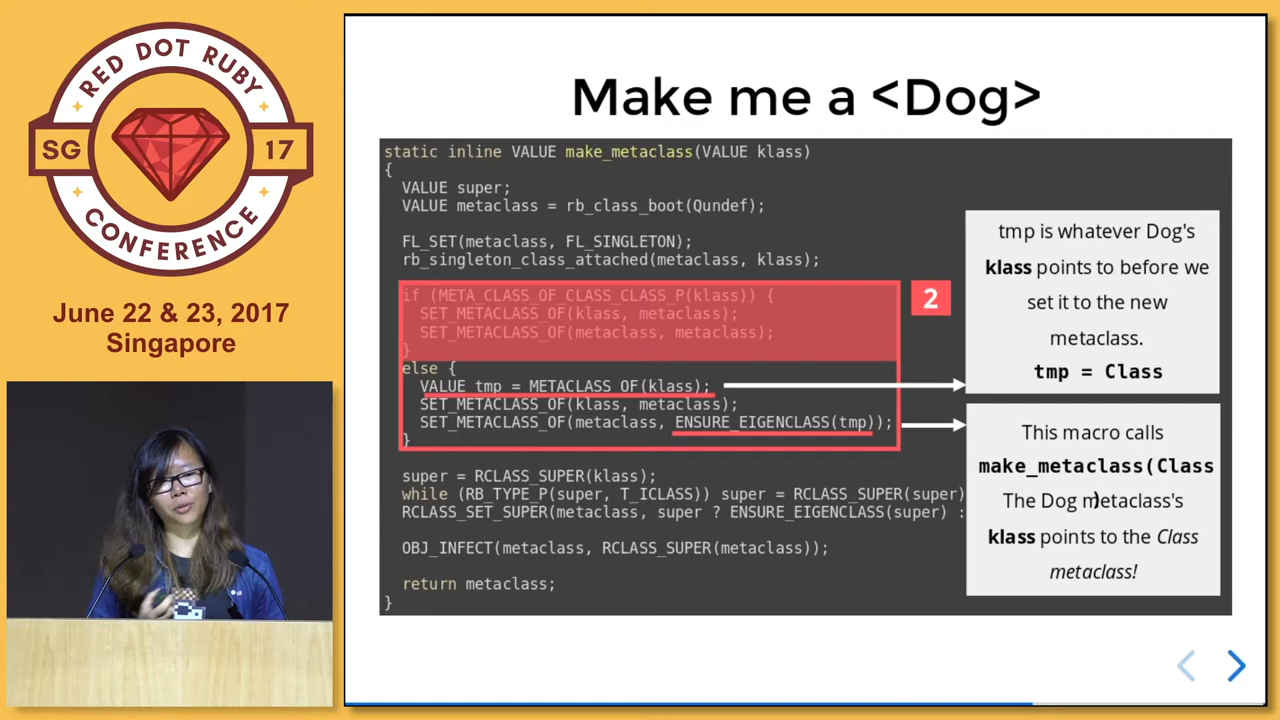 RED DOT RUBY
SG 17
CONFERENCE
June 22 & 23, 2017
Singapore
Make me a <Dog>
static inline VALUE make_metaclass(VALUE klass)
{
VALUE super;
VALUE metaclass = rb_class_boot(Qundef);
FL_SET(metaclass, FL_SINGLETON);
rb_singleton_class_attached(metaclass, klass);
if (META_CLASS_OF_CLASS_CLASS_P(klass)) {
SET_METACLASS_OF(klass, metaclass);
SET_METACLASS_OF(metaclass, metaclass);
}
else {
VALUE tmp = METACLASS_OF(klass);
SET_METACLASS_OF(klass, metaclass);
SET_METACLASS_OF(metaclass, ENSURE_EIGENCLASS(tmp));
}
super = RCLASS_SUPER(klass);
while (RB_TYPE_P(super, T_ICLASS)) super = RCLASS_SUPER(super)
RCLASS_SET_SUPER(metaclass, super ? ENSURE_EIGENCLASS(super) :
OBJ_INFECT(metaclass, RCLASS_SUPER(metaclass));
return metaclass;
}
2
tmp is whatever Dog's
klass points to before we
set it to the new
metaclass.
tmp = Class
This macro calls
make_metaclass(Class
The Dog metaclass's
klass points to the Class
metaclass!